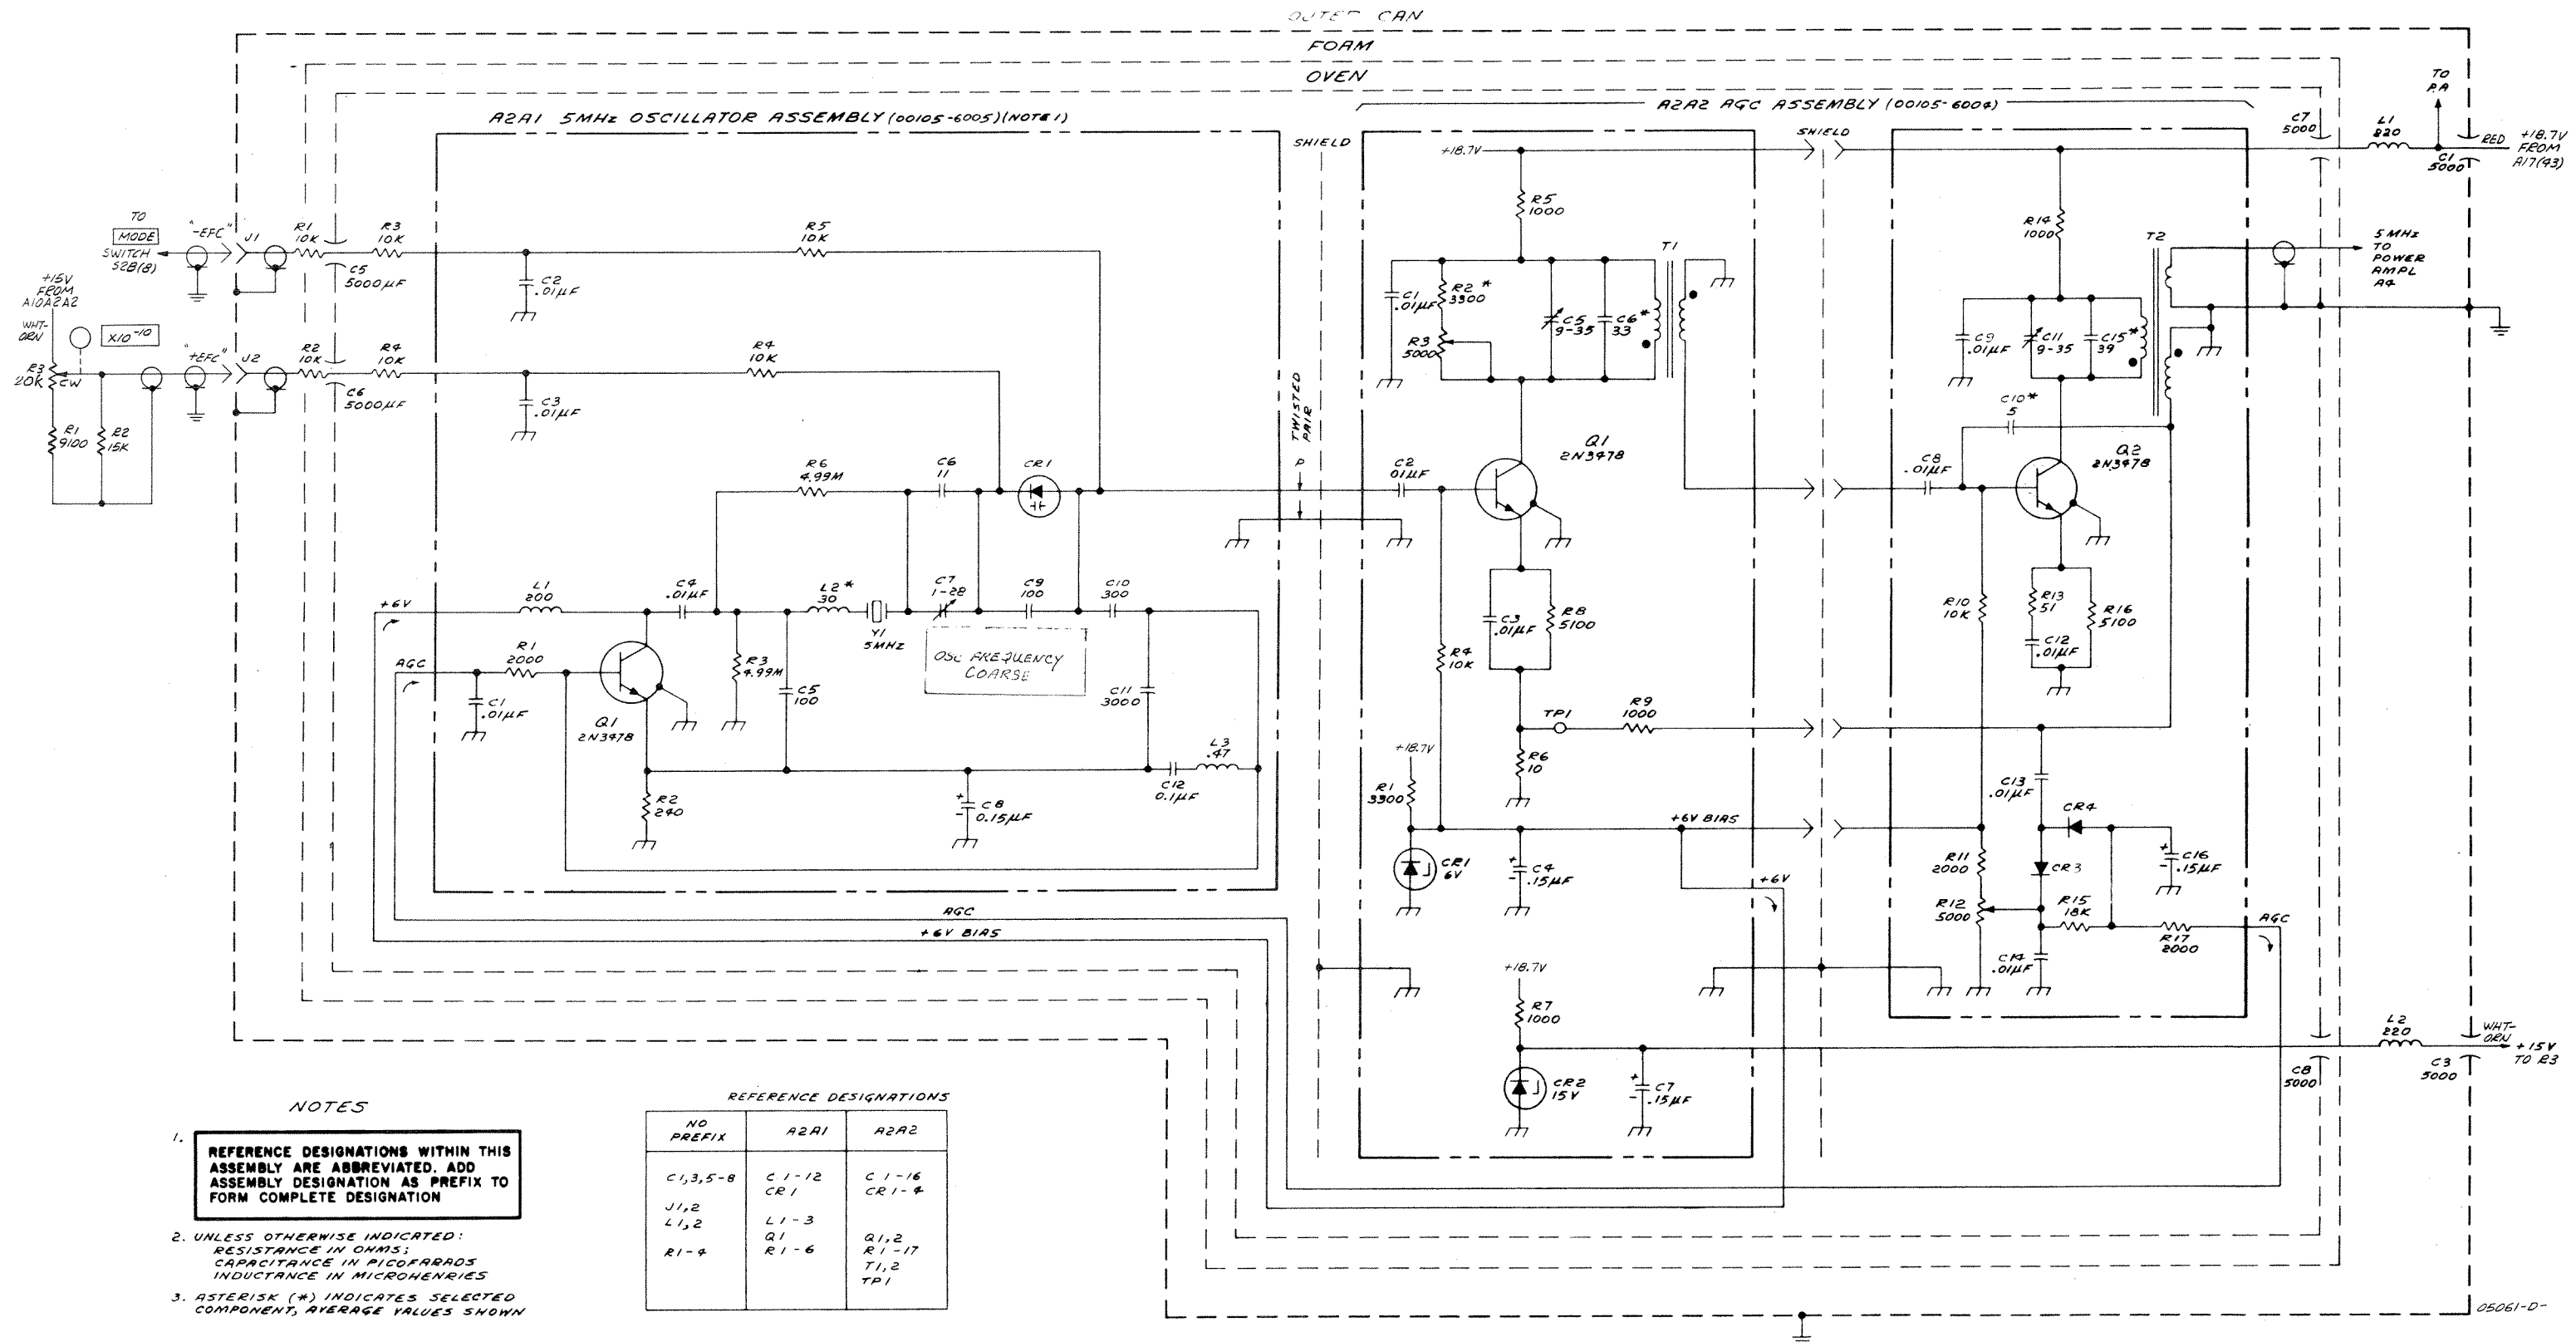 OUTER CAN
FOAM
OVEN
A2A1 5MHz OSCILLATOR ASSEMBLY (00105-6005)(NOTE 1)
A2A2 AGC ASSEMBLY (00105-6004)
SHIELD
SHIELD
TO
P.A
C7
5000
L1
220
C1
5000
RED
+18.7V
FROM
A17(43)
+18.7V
TO
MODE
SWITCH
S2B(8)
"-EFC"
J1
R1
10K
R3
10K
C5
5000µF
R5
10K
C2
.01µF
+15V
FROM
A10A2A2
WHT-
ORN
X10-10
R3
20K
CW
R1
9100
R2
15K
"+EFC"
J2
R2
10K
R4
10K
C6
5000µF
R4
10K
C3
.01µF
R6
4.99M
C6
11
CR1
TWISTED
PAIR
P
+6V
L1
200
C4
.01µF
L2*
30
Y1
5MHz
C7
1-28
C9
100
C10
300
OSC FREQUENCY
COARSE
AGC
R1
2000
C1
.01µF
Q1
2N3478
R3
4.99M
C5
100
C11
3000
R2
240
C8
0.15µF
+
-
C12
0.1µF
L3
.47
AGC
+6V BIAS
R5
1000
T1
C1
.01µF
R2*
3300
R3
5000
C5
9-35
C6*
33
C2
.01µF
Q1
2N3478
C3
.01µF
R8
5100
R4
10K
TP1
R9
1000
+18.7V
R1
3300
R6
10
+6V BIAS
CR1
6V
+
-
C4
.15µF
+6V
+18.7V
R7
1000
CR2
15V
+
-
C7
.15µF
R14
1000
T2
5MHz
TO
POWER
AMPL
A4
C9
.01µF
C11
9-35
C15*
39
C10*
5
C8
.01µF
Q2
2N3478
R10
10K
R13
51
R16
5100
C12
.01µF
C13
.01µF
CR4
R11
2000
CR3
+
-
C16
.15µF
R12
5000
R15
18K
R17
2000
AGC
C14
.01µF
L2
220
C8
5000
C3
5000
WHT-
ORN
+15V
TO R3
NOTES
1.
REFERENCE DESIGNATIONS WITHIN THIS
ASSEMBLY ARE ABBREVIATED. ADD
ASSEMBLY DESIGNATION AS PREFIX TO
FORM COMPLETE DESIGNATION
2. UNLESS OTHERWISE INDICATED:
RESISTANCE IN OHMS;
CAPACITANCE IN PICOFARADS
INDUCTANCE IN MICROHENRIES
3. ASTERISK (*) INDICATES SELECTED
COMPONENT, AVERAGE VALUES SHOWN
REFERENCE DESIGNATIONS
NO
PREFIX
A2A1
A2A2
C1,3,5-8
C 1-12
C 1-16
CR1
CR1-4
J1,2
L1,2
L1-3
Q1
Q1,2
R1-4
R1-6
R1-17
T1,2
TP1
05061-D-